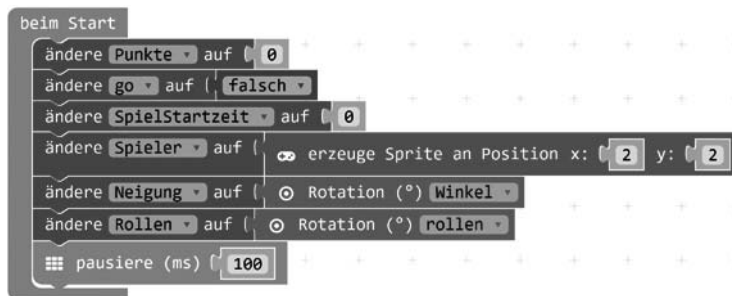 beim Start
ändere Punkte auf 0
ändere go auf falsch
ändere SpielStartzeit auf 0
ändere Spieler auf erzeuge Sprite an Position x: 2 y: 2
ändere Neigung auf Rotation (°) Winkel
ändere Rollen auf Rotation (°) rollen
pausiere (ms) 100